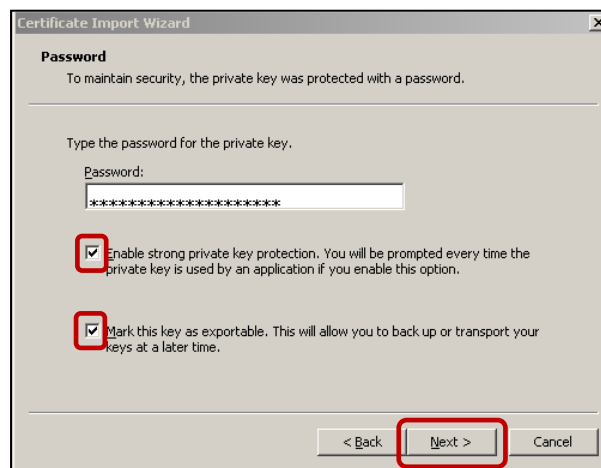 Certificate Import Wizard
Password
To maintain security, the private key was protected with a password.
Type the password for the private key.
Password:
********************
Enable strong private key protection. You will be prompted every time the
private key is used by an application if you enable this option.
Mark this key as exportable. This will allow you to back up or transport your
keys at a later time.
< Back
Next >
Cancel